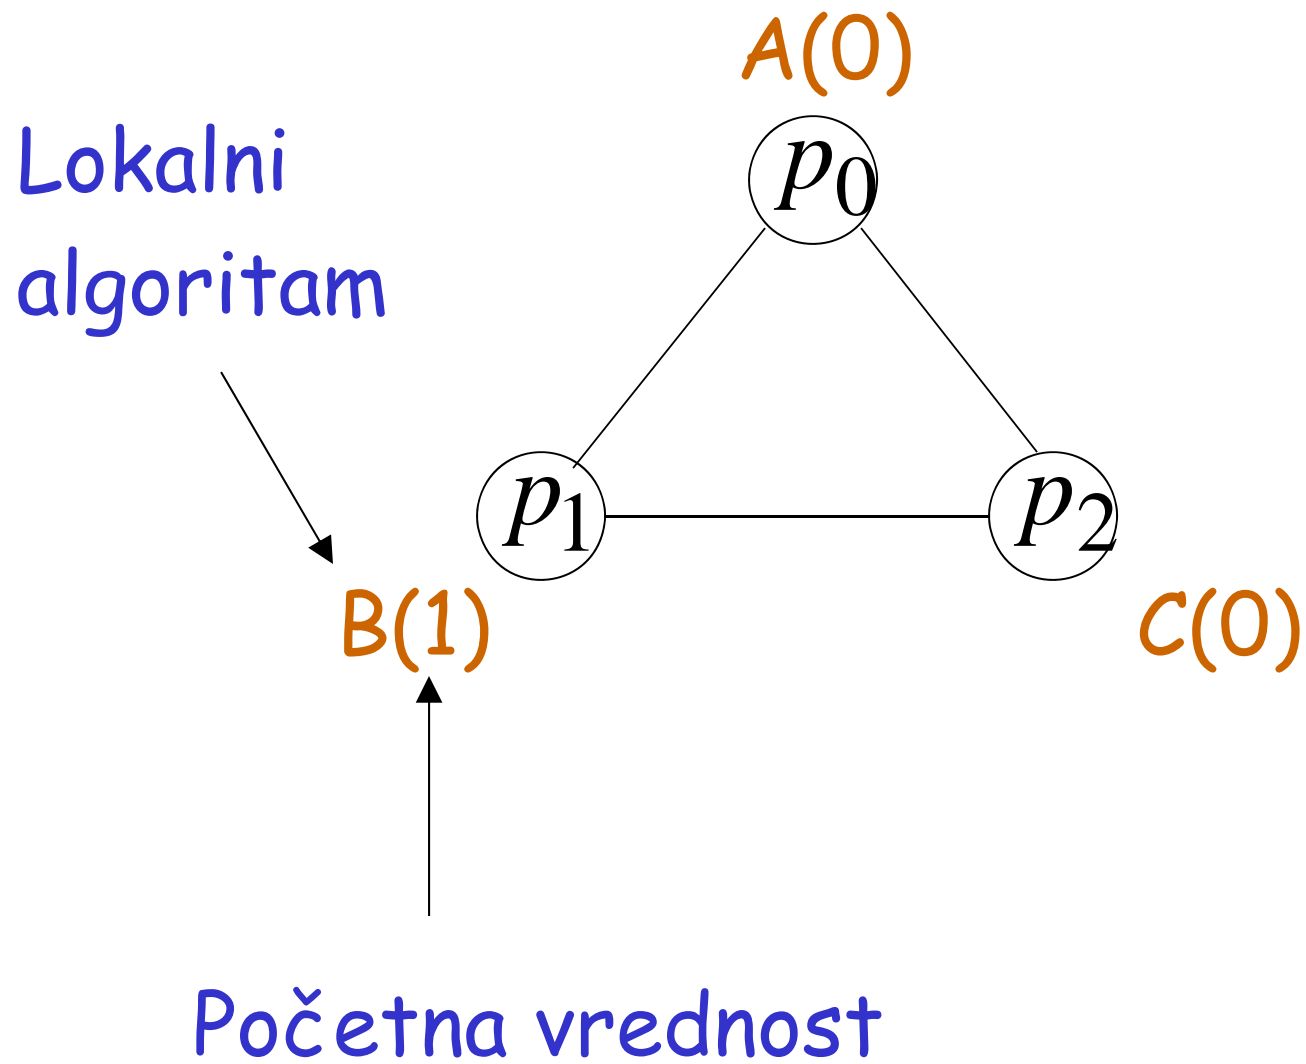 A(0)
p0
Lokalni
algoritam
p1
p2
B(1)
C(0)
Početna vrednost